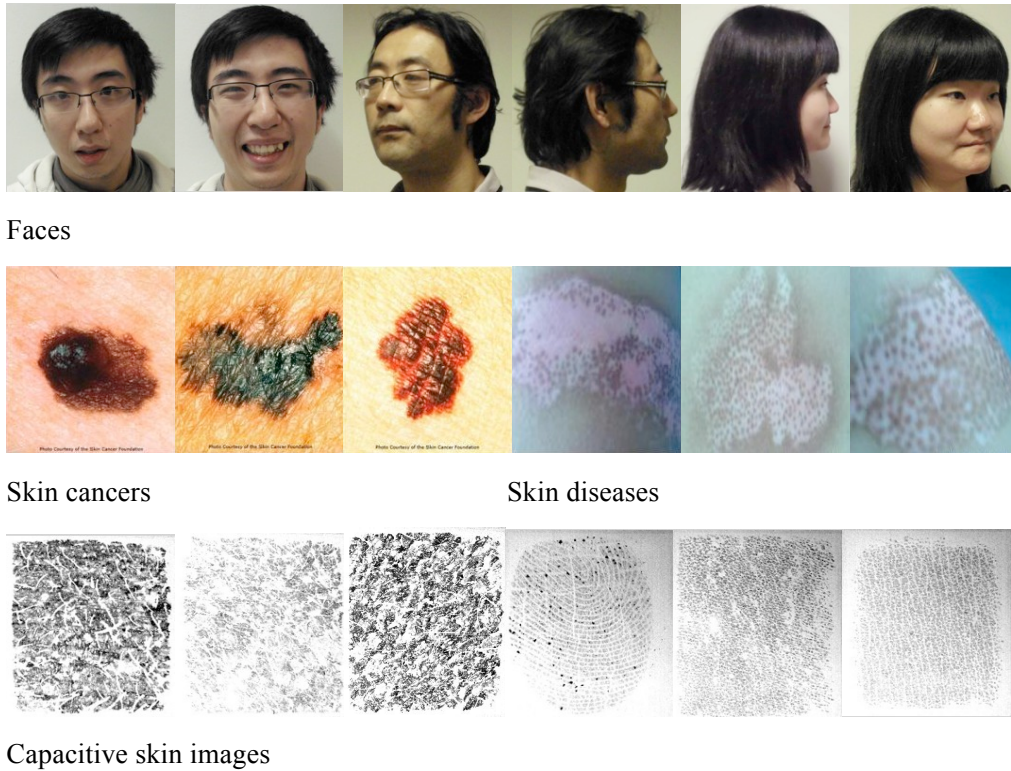 Faces
Photo Courtesy of the Skin Cancer Foundation
Photo Courtesy of the Skin Cancer Foundation
Photo Courtesy of the Skin Cancer Foundation
Skin cancers
Skin diseases
Capacitive skin images